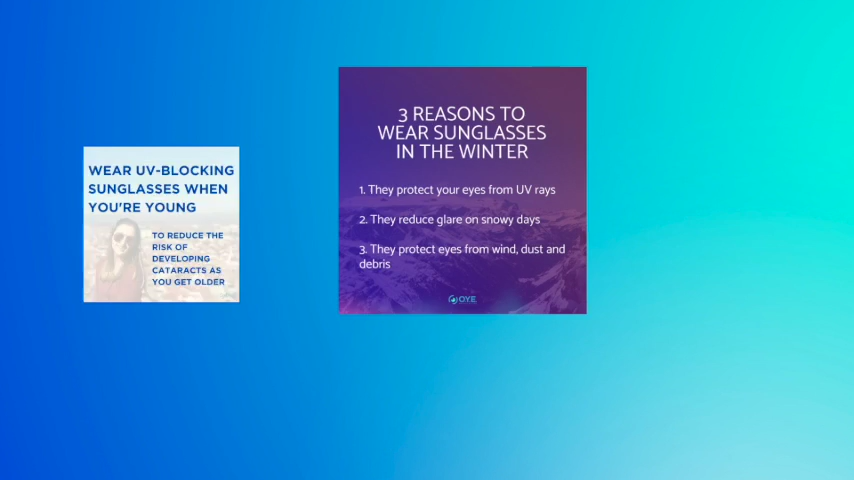 WEAR UV-BLOCKING
SUNGLASSES WHEN
YOU'RE YOUNG
TO REDUCE THE
RISK OF
DEVELOPING
CATARACTS AS
YOU GET OLDER
3 REASONS TO
WEAR SUNGLASSES
IN THE WINTER
1. They protect your eyes from UV rays
2. They reduce glare on snowy days
3. They protect eyes from wind, dust and
debris
OYE